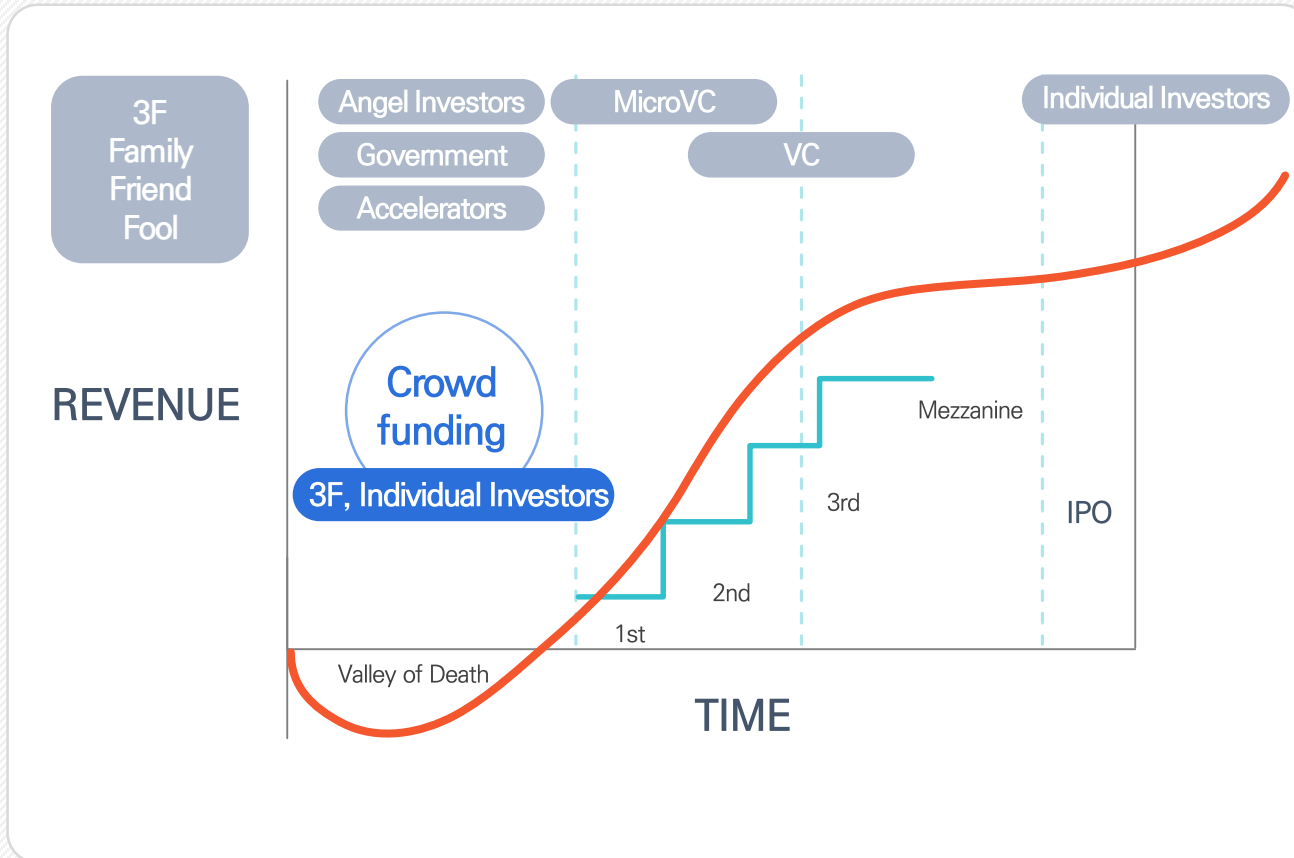 3F
Family
Friend
Fool
Angel Investors
MicroVC
Individual Investors
Government
VC
Accelerators
Crowd
funding
REVENUE
Mezzanine
3F, Individual Investors
3rd
IPO
2nd
1st
Valley of Death
TIME